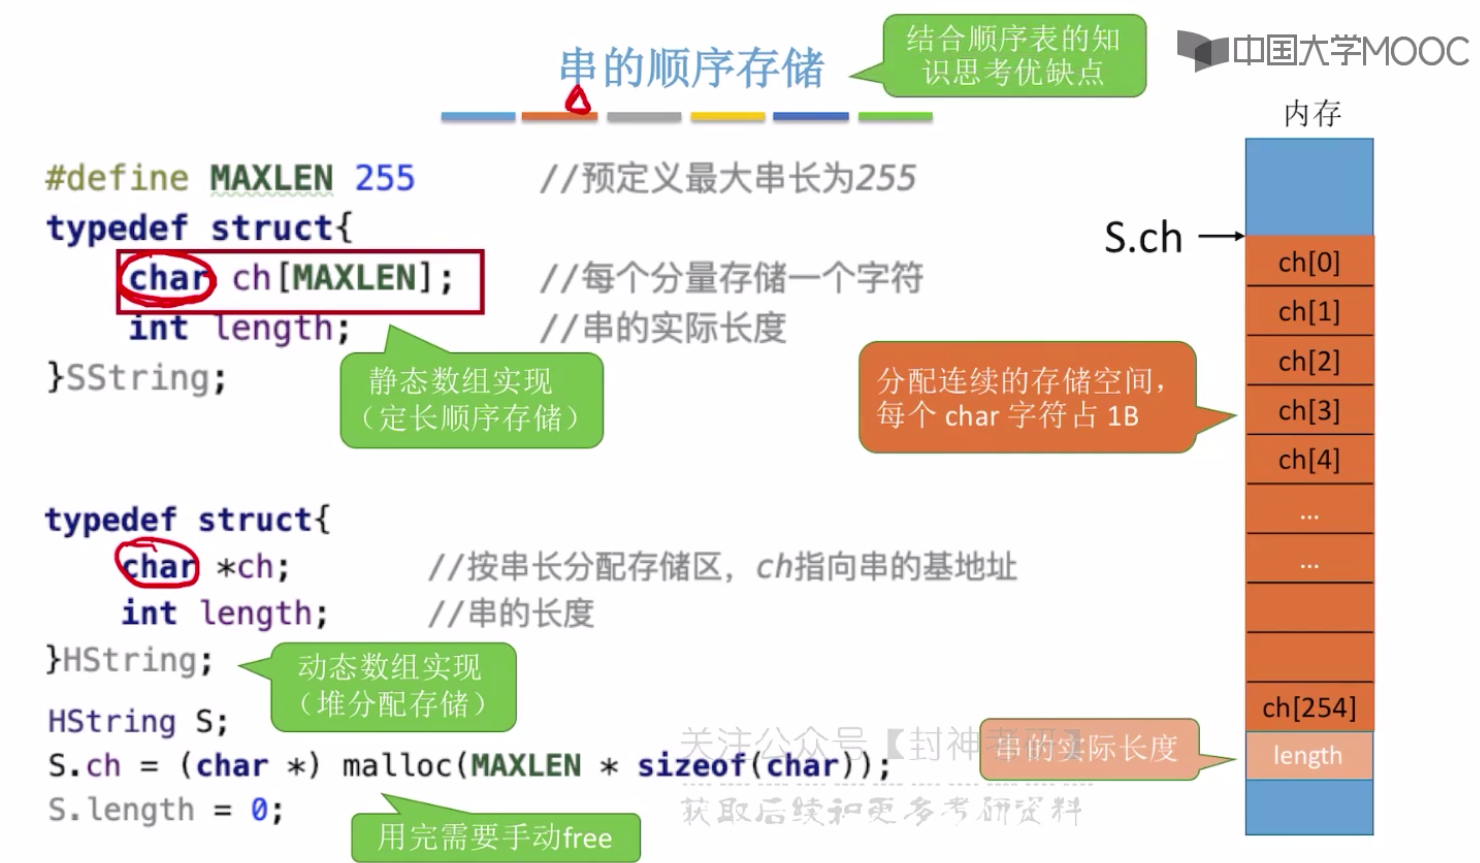 串的顺序存储
结合顺序表的知
识思考优缺点
中国大学MOOC
内存
#define MAXLEN 255 //预定义最大串长为255
typedef struct{
char ch[MAXLEN]; //每个分量存储一个字符
int length; //串的实际长度
}SString;
静态数组实现
（定长顺序存储）
S.ch
ch[0]
ch[1]
ch[2]
ch[3]
ch[4]
...
...
ch[254]
length
分配连续的存储空间，
每个 char 字符占 1B
串的实际长度
typedef struct{
char *ch; //按串长分配存储区，ch指向串的基地址
int length; //串的长度
}HString;
动态数组实现
（堆分配存储）
HString S;
S.ch = (char *) malloc(MAXLEN * sizeof(char));
S.length = 0;
用完需要手动free
关注公众号【封神考研】
获取后续和更多考研资料